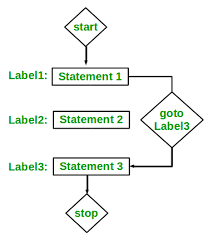 start
Label1: Statement 1
Label2: Statement 2
goto
Label3
Label3: Statement 3
stop